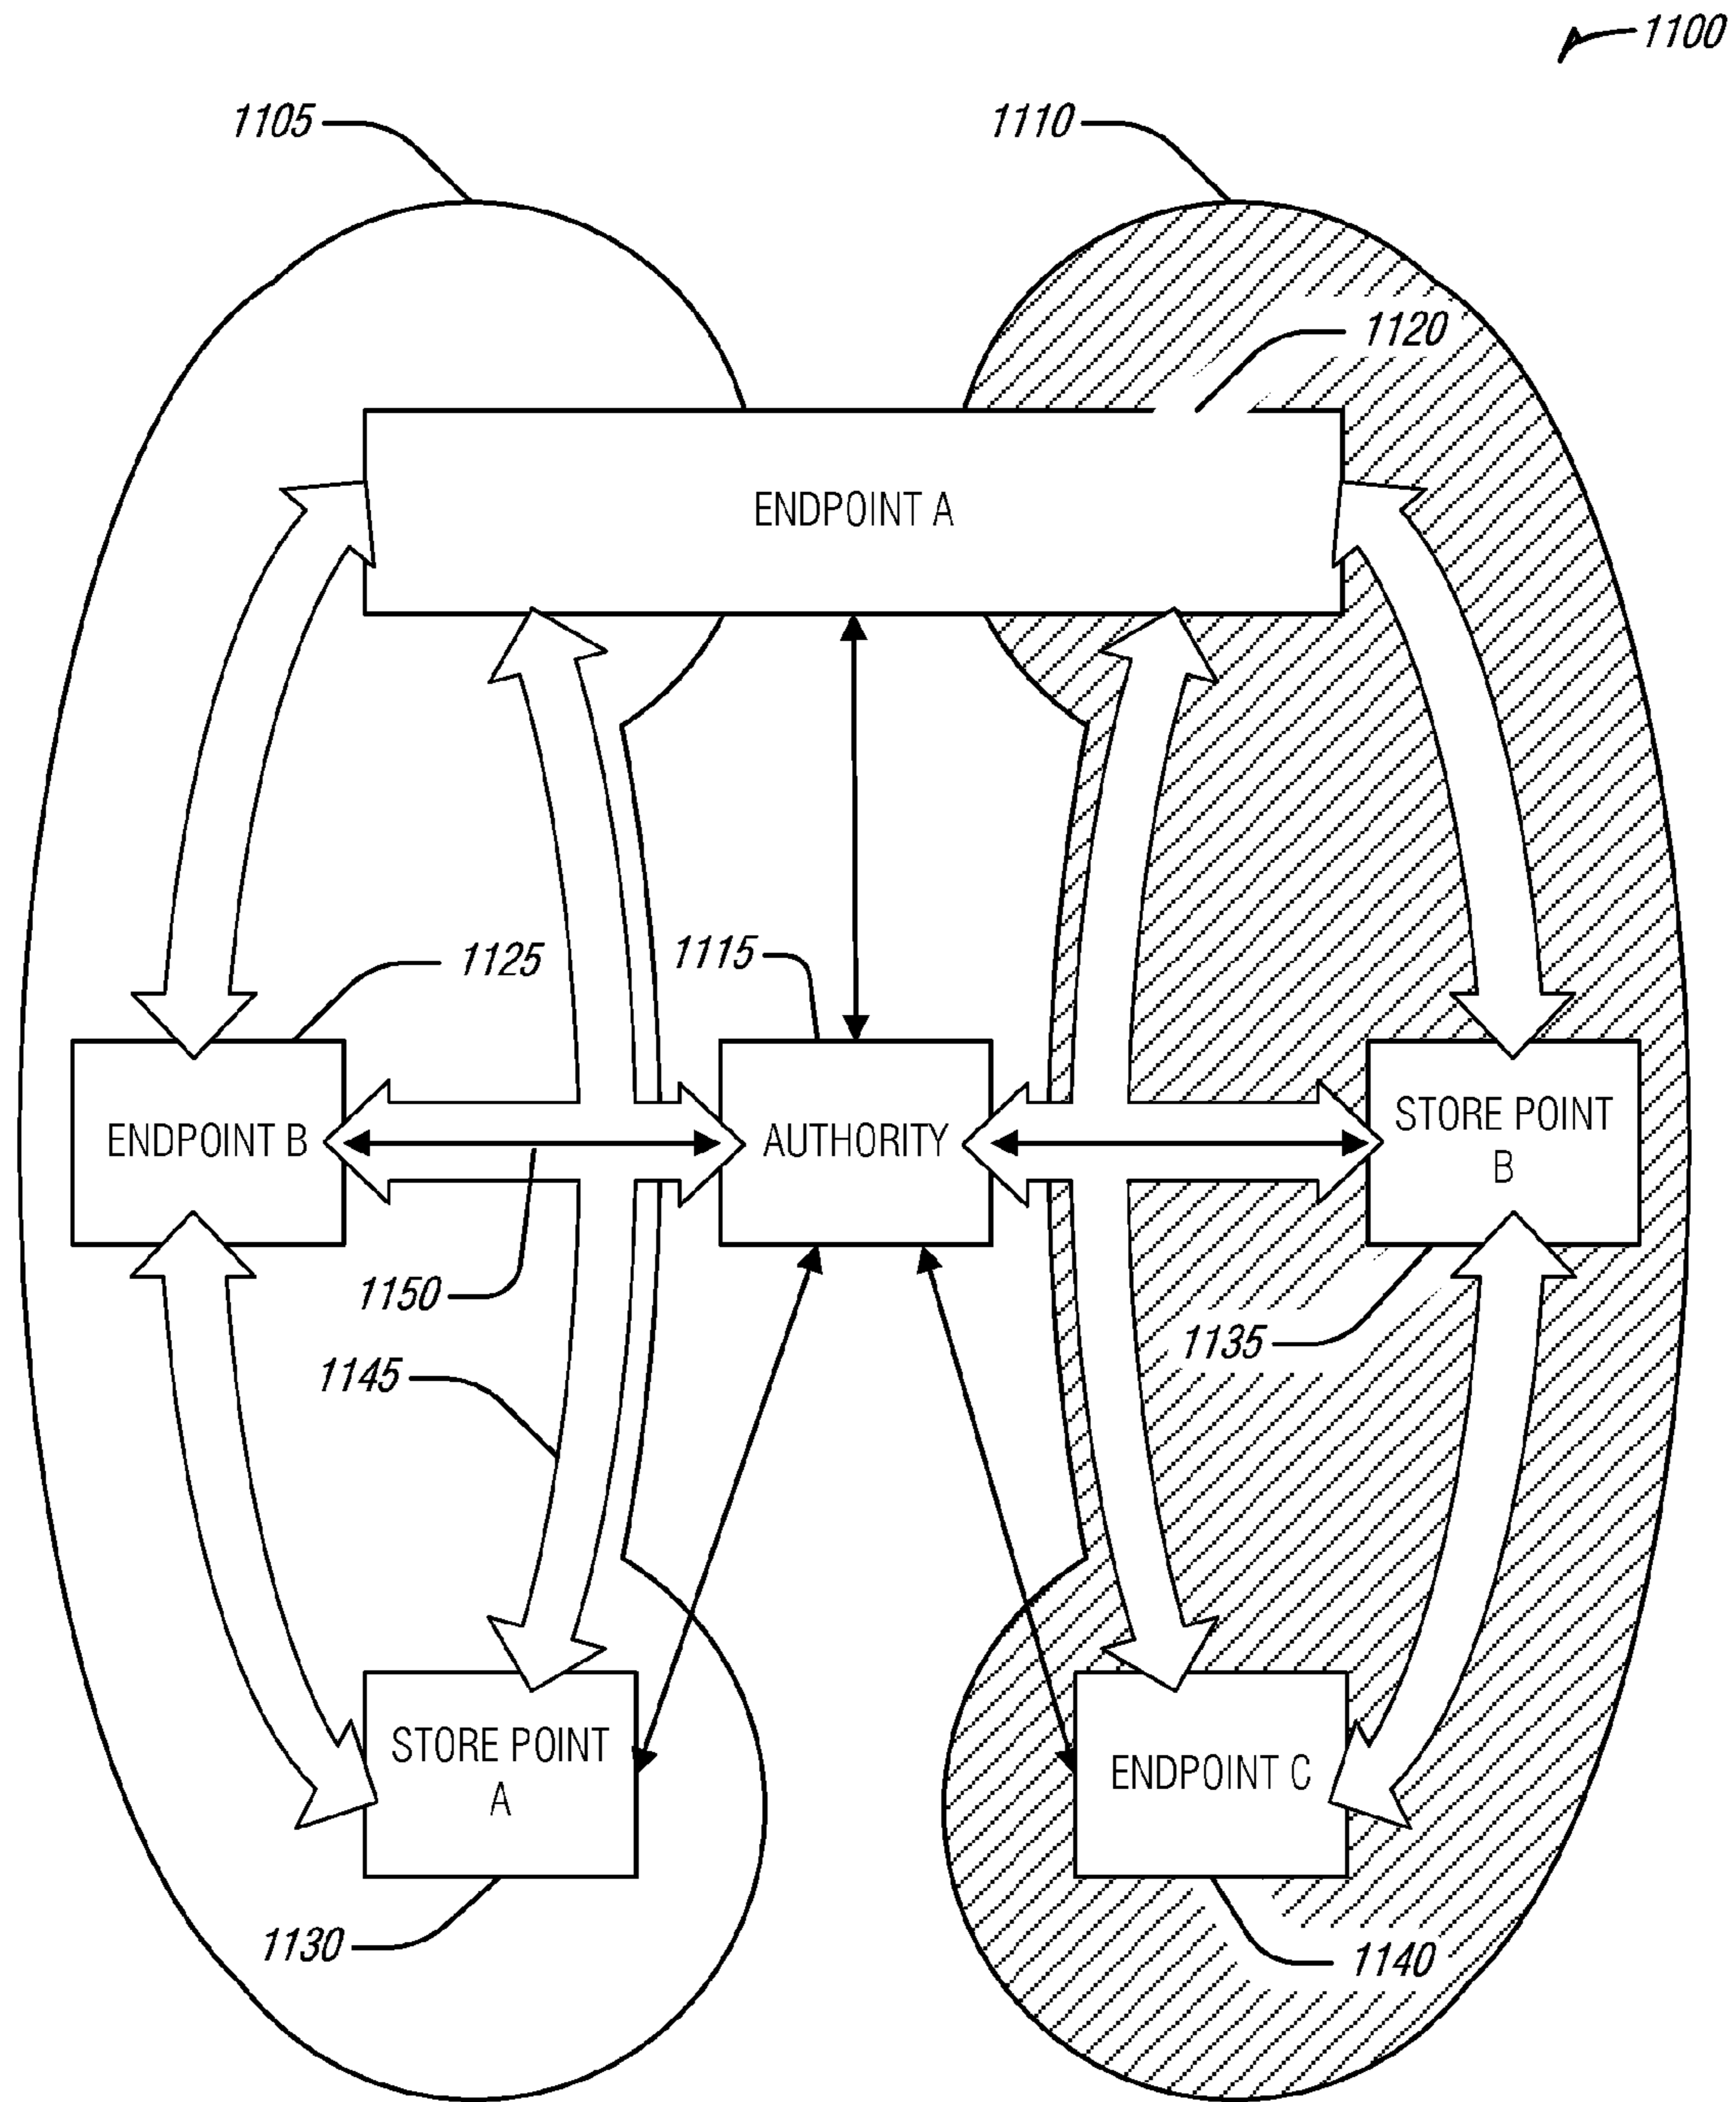 1100
1105
1110
1120
ENDPOINT A
1125
1115
ENDPOINT B
AUTHORITY
STORE POINT
B
1150
1135
1145
STORE POINT
A
ENDPOINT C
1130
1140